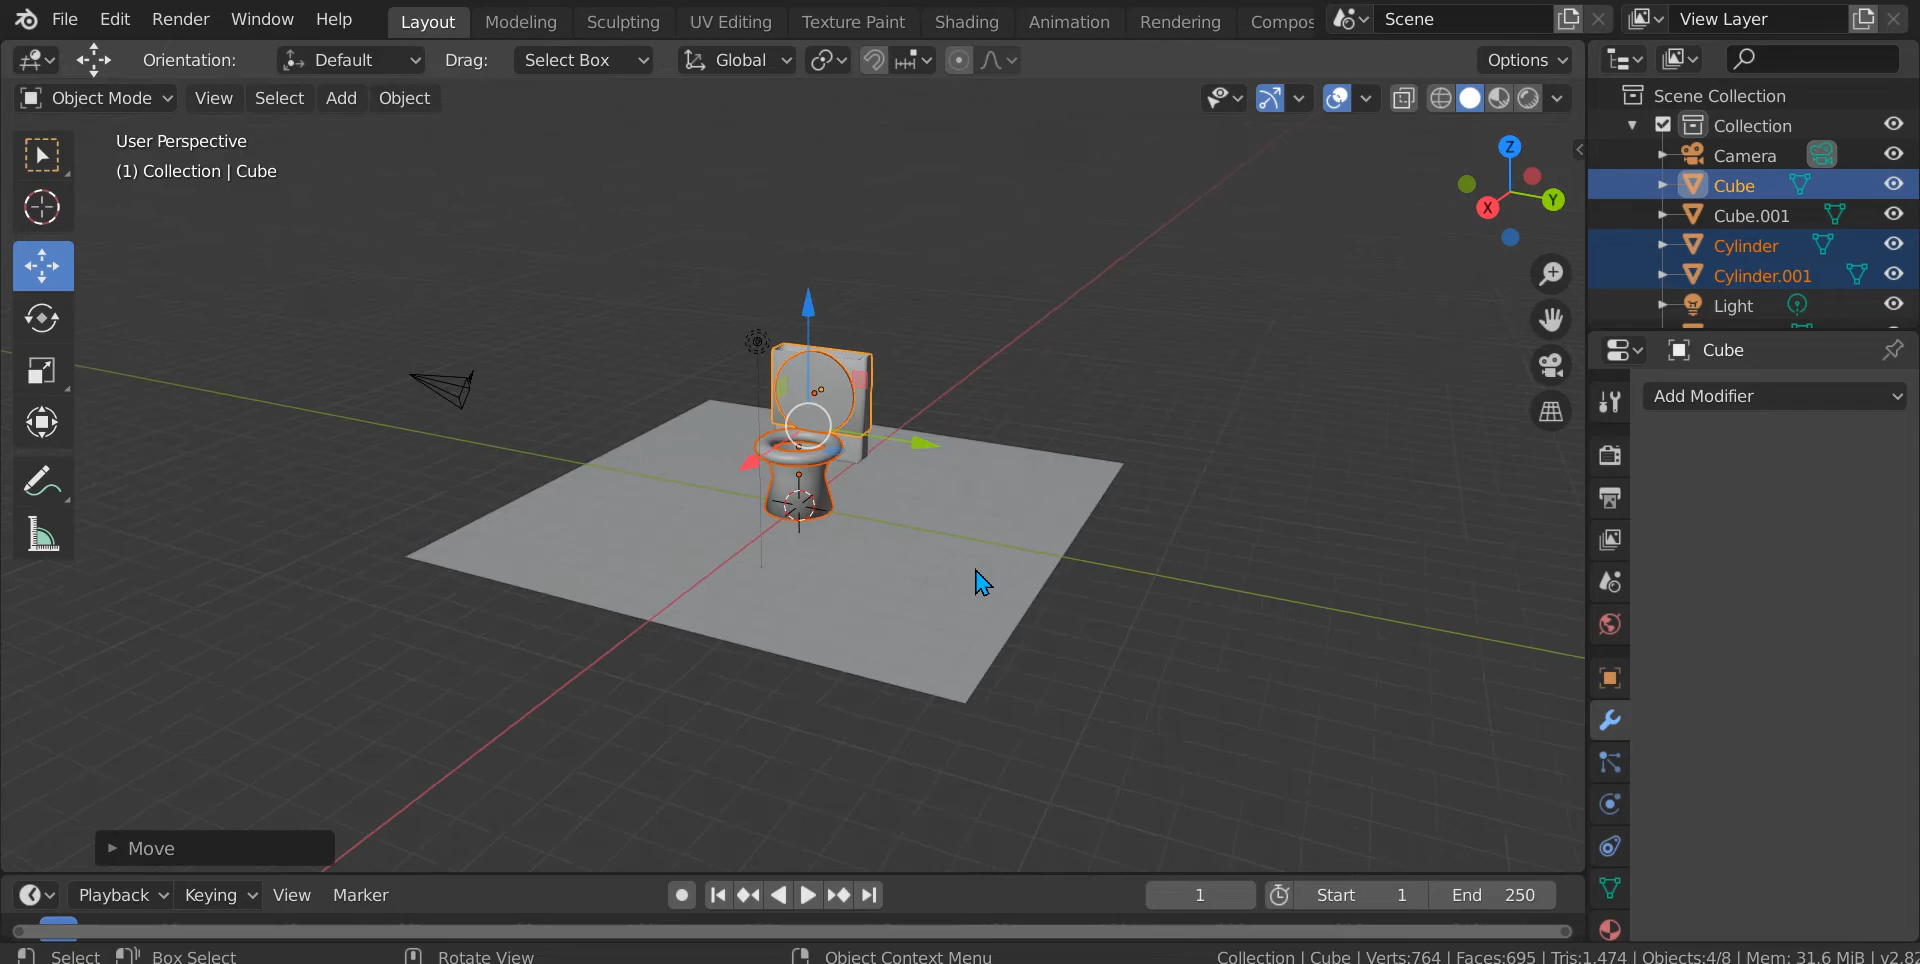 File Edit Render Window Help Layout Modeling Sculpting UV Editing Texture Paint Shading Animation Rendering Compos Scene View Layer
Orientation: Default Drag: Select Box Global Options
Object Mode View Select Add Object
User Perspective
(1) Collection | Cube
Z
Y
X
Scene Collection
Collection
Camera
Cube
Cube.001
Cylinder
Cylinder.001
Light
Cube
Add Modifier
Move
Playback Keying View Marker 1 Start 1 End 250
Select Box Select Rotate View Object Context Menu Collection | Cube | Verts:764 | Faces:695 | Tris:1,474 | Objects:4/8 | Mem: 31.6 MiB | v2.82